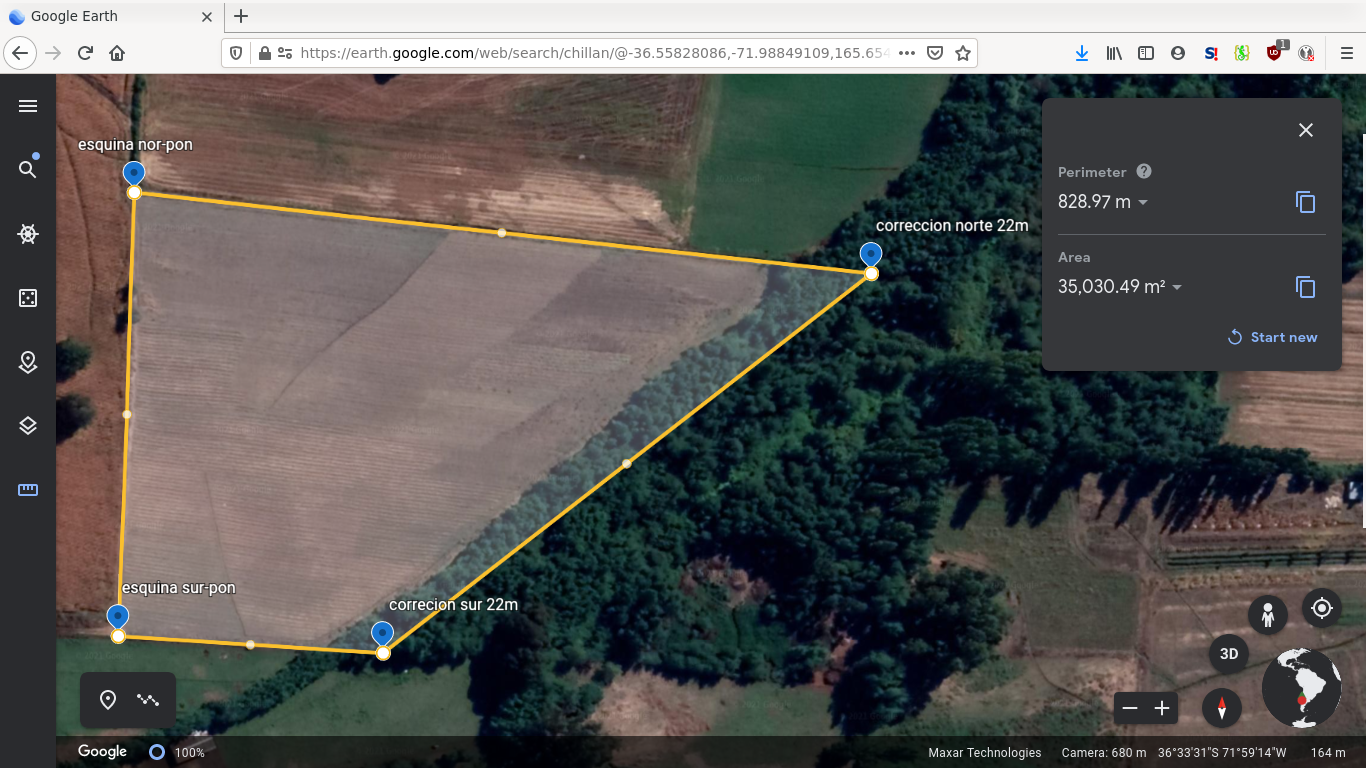 Google Earth
https://earth.google.com/web/search/chillan/@-36.55828086,-71.98849109,165.654
1
esquina nor-pon
correccion norte 22m
Perimeter
828.97 m
Area
35,030.49 m²
Start new
esquina sur-pon
correcion sur 22m
3D
Google
100%
Maxar Technologies
Camera: 680 m
36°33'31"S 71°59'14"W
164 m